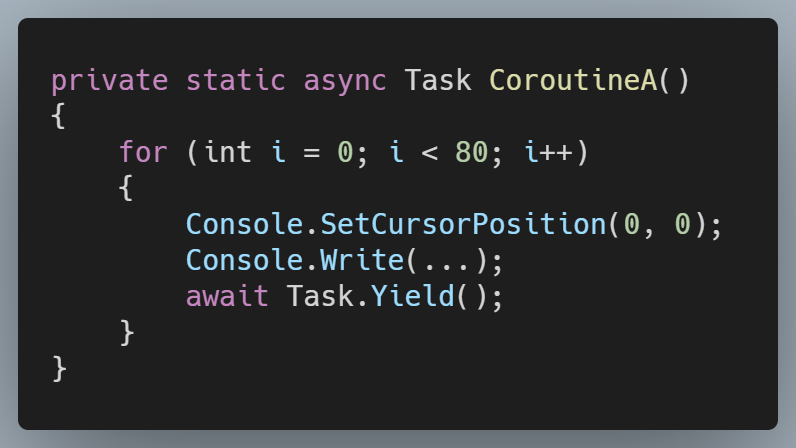 private static async Task CoroutineA()
{
    for (int i = 0; i < 80; i++)
    {
        Console.SetCursorPosition(0, 0);
        Console.Write(...);
        await Task.Yield();
    }
}